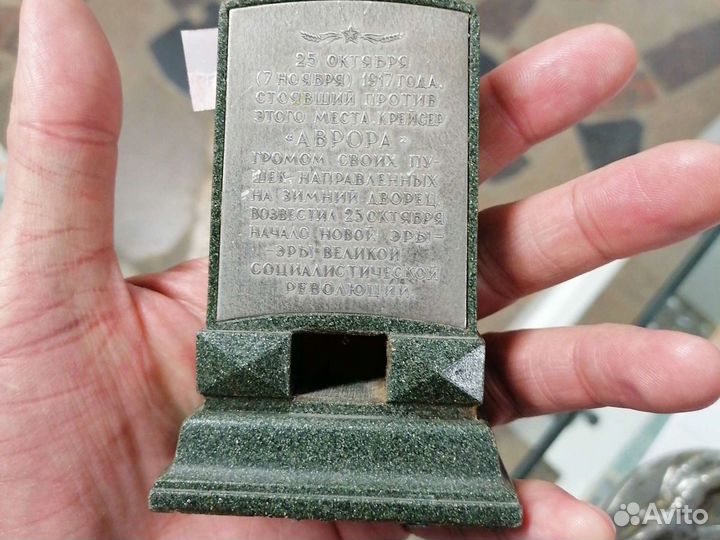 25 ОКТЯБРЯ
(7 НОЯБРЯ) 1917 ГОДА,
СТОЯВШИЙ ПРОТИВ
ЭТОГО МЕСТА КРЕЙСЕР
«АВРОРА»
ГРОМОМ СВОИХ ПУ-
ШЕК НАПРАВЛЕННЫХ
НА ЗИМНИЙ ДВОРЕЦ
ВОЗВЕСТИЛ 25 ОКТЯБРЯ
НАЧАЛО НОВОЙ ЭРЫ-
-ЭРЫ ВЕЛИКОЙ
СОЦИАЛИСТИЧЕСКОЙ
РЕВОЛЮЦИИ
Avito